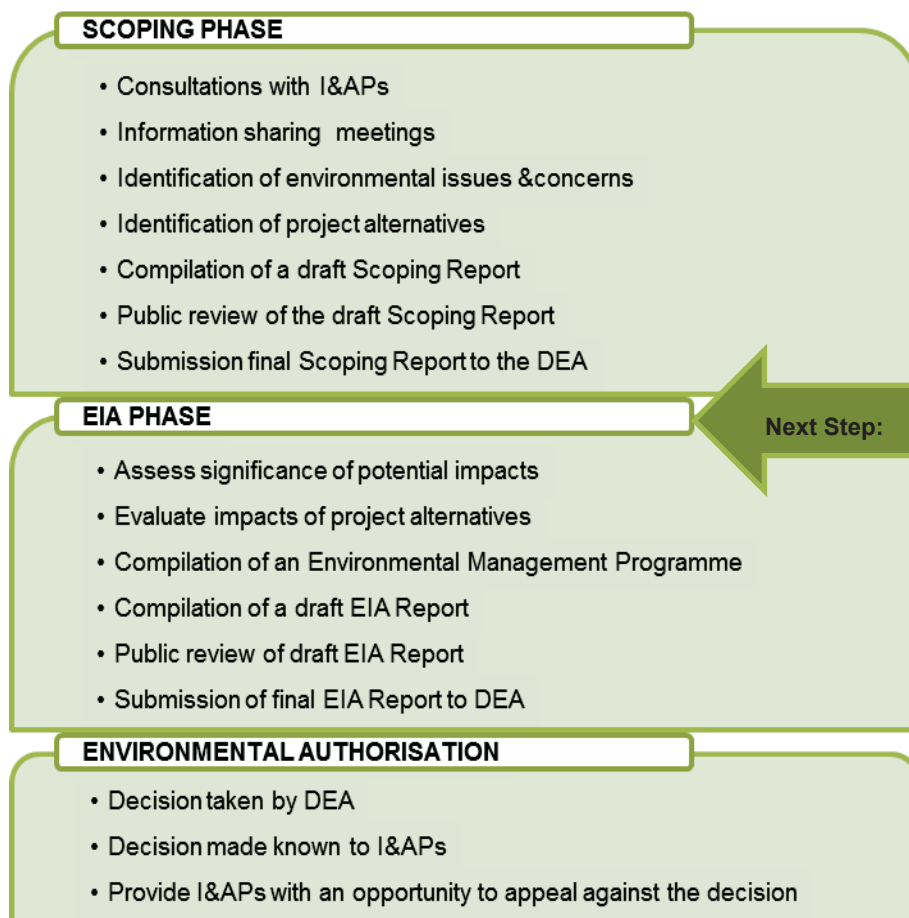 SCOPING PHASE
• Consultations with I&APs
• Information sharing meetings
• Identification of environmental issues &concerns
• Identification of project alternatives
• Compilation of a draft Scoping Report
• Public review of the draft Scoping Report
• Submission final Scoping Report to the DEA
EIA PHASE
Next Step:
• Assess significance of potential impacts
• Evaluate impacts of project alternatives
• Compilation of an Environmental Management Programme
• Compilation of a draft EIA Report
• Public review of draft EIA Report
• Submission of final EIA Report to DEA
ENVIRONMENTAL AUTHORISATION
• Decision taken by DEA
• Decision made known to I&APs
• Provide I&APs with an opportunity to appeal against the decision